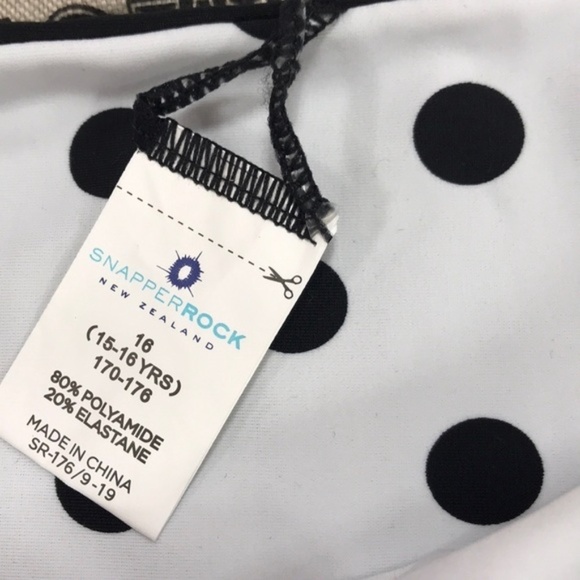 SNAPPERROCK
NEW ZEALAND
16
(15-16 YRS)
170-176
80% POLYAMIDE
20% ELASTANE
MADE IN CHINA
SR-176/9-19